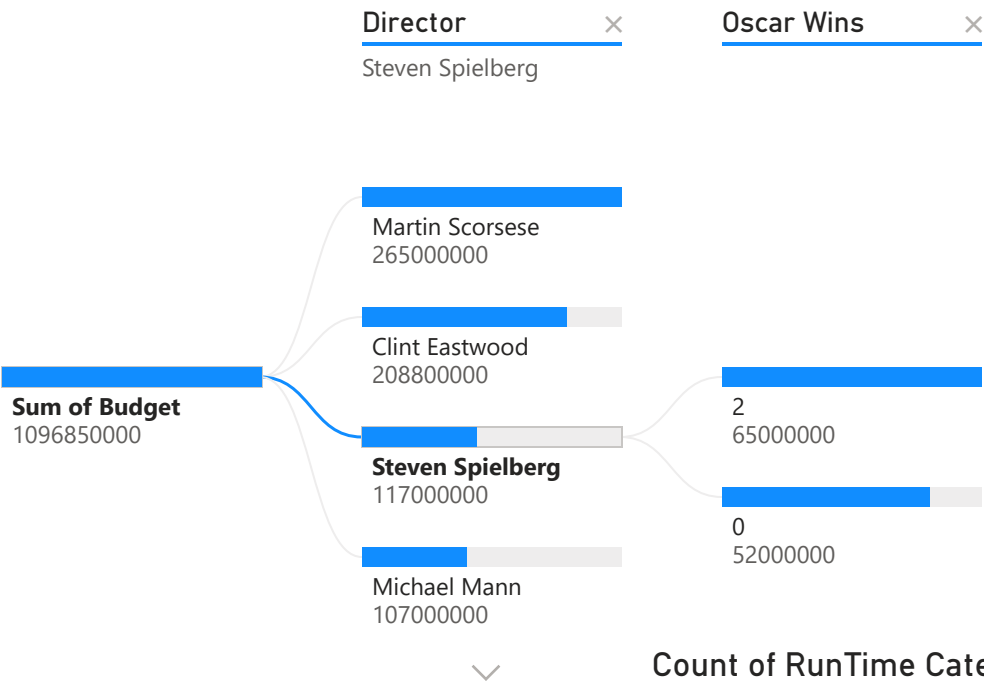 Director
Oscar Wins
Steven Spielberg
Martin Scorsese
265000000
Clint Eastwood
208800000
Sum of Budget
1096850000
2
65000000
Steven Spielberg
117000000
0
52000000
Michael Mann
107000000
Count of RunTime Cate